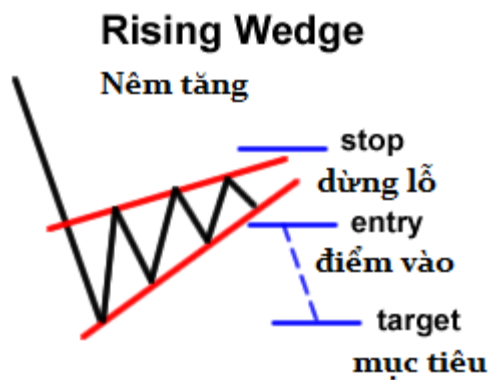 Rising Wedge
Nêm tăng
stop
dừng lỗ
entry
điểm vào
target
mục tiêu